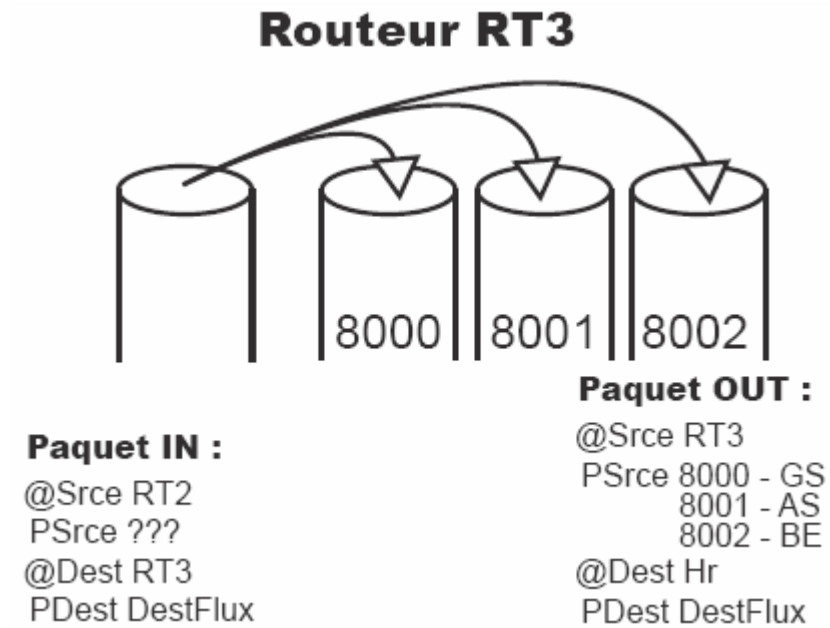 Routeur RT3
8000
8001
8002
Paquet IN :
@Srce RT2
PSrce ???
@Dest RT3
PDest DestFlux
Paquet OUT :
@Srce RT3
PSrce 8000 - GS
8001 - AS
8002 - BE
@Dest Hr
PDest DestFlux